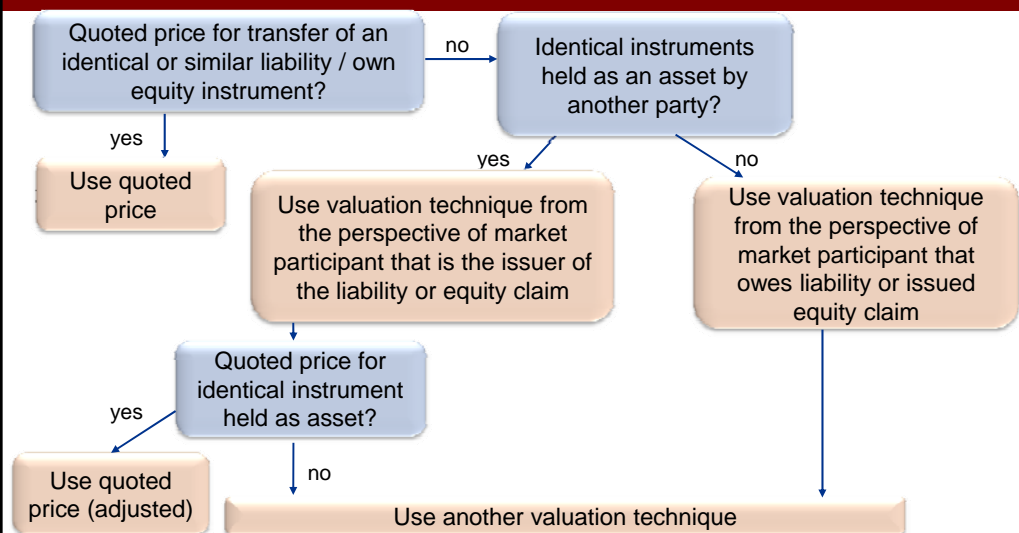 Quoted price for transfer of an
identical or similar liability / own
equity instrument?
no
Identical instruments
held as an asset by
another party?
yes
Use quoted
price
yes
no
Use valuation technique from
the perspective of market
participant that is the issuer of
the liability or equity claim
Use valuation technique
from the perspective of
market participant that
owes liability or issued
equity claim
Quoted price for
identical instrument
held as asset?
yes
no
Use quoted
price (adjusted)
Use another valuation technique